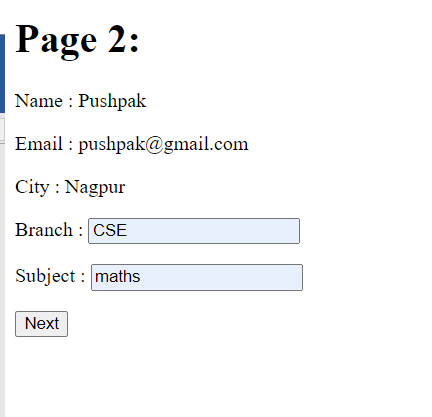 Page 2:
Name : Pushpak
Email : pushpak@gmail.com
City : Nagpur
Branch : CSE
Subject : maths
Next